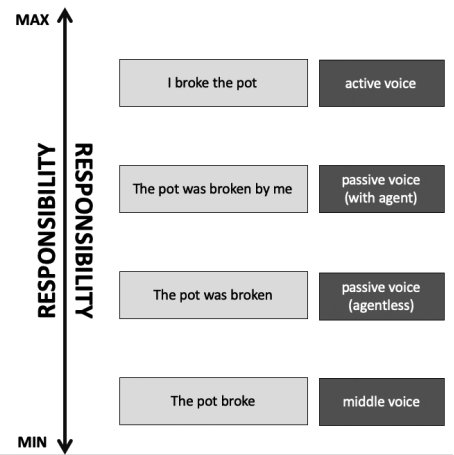 MAX
RESPONSIBILITY
RESPONSIBILITY
I broke the pot
active voice
The pot was broken by me
passive voice
(with agent)
The pot was broken
passive voice
(agentless)
The pot broke
middle voice
MIN